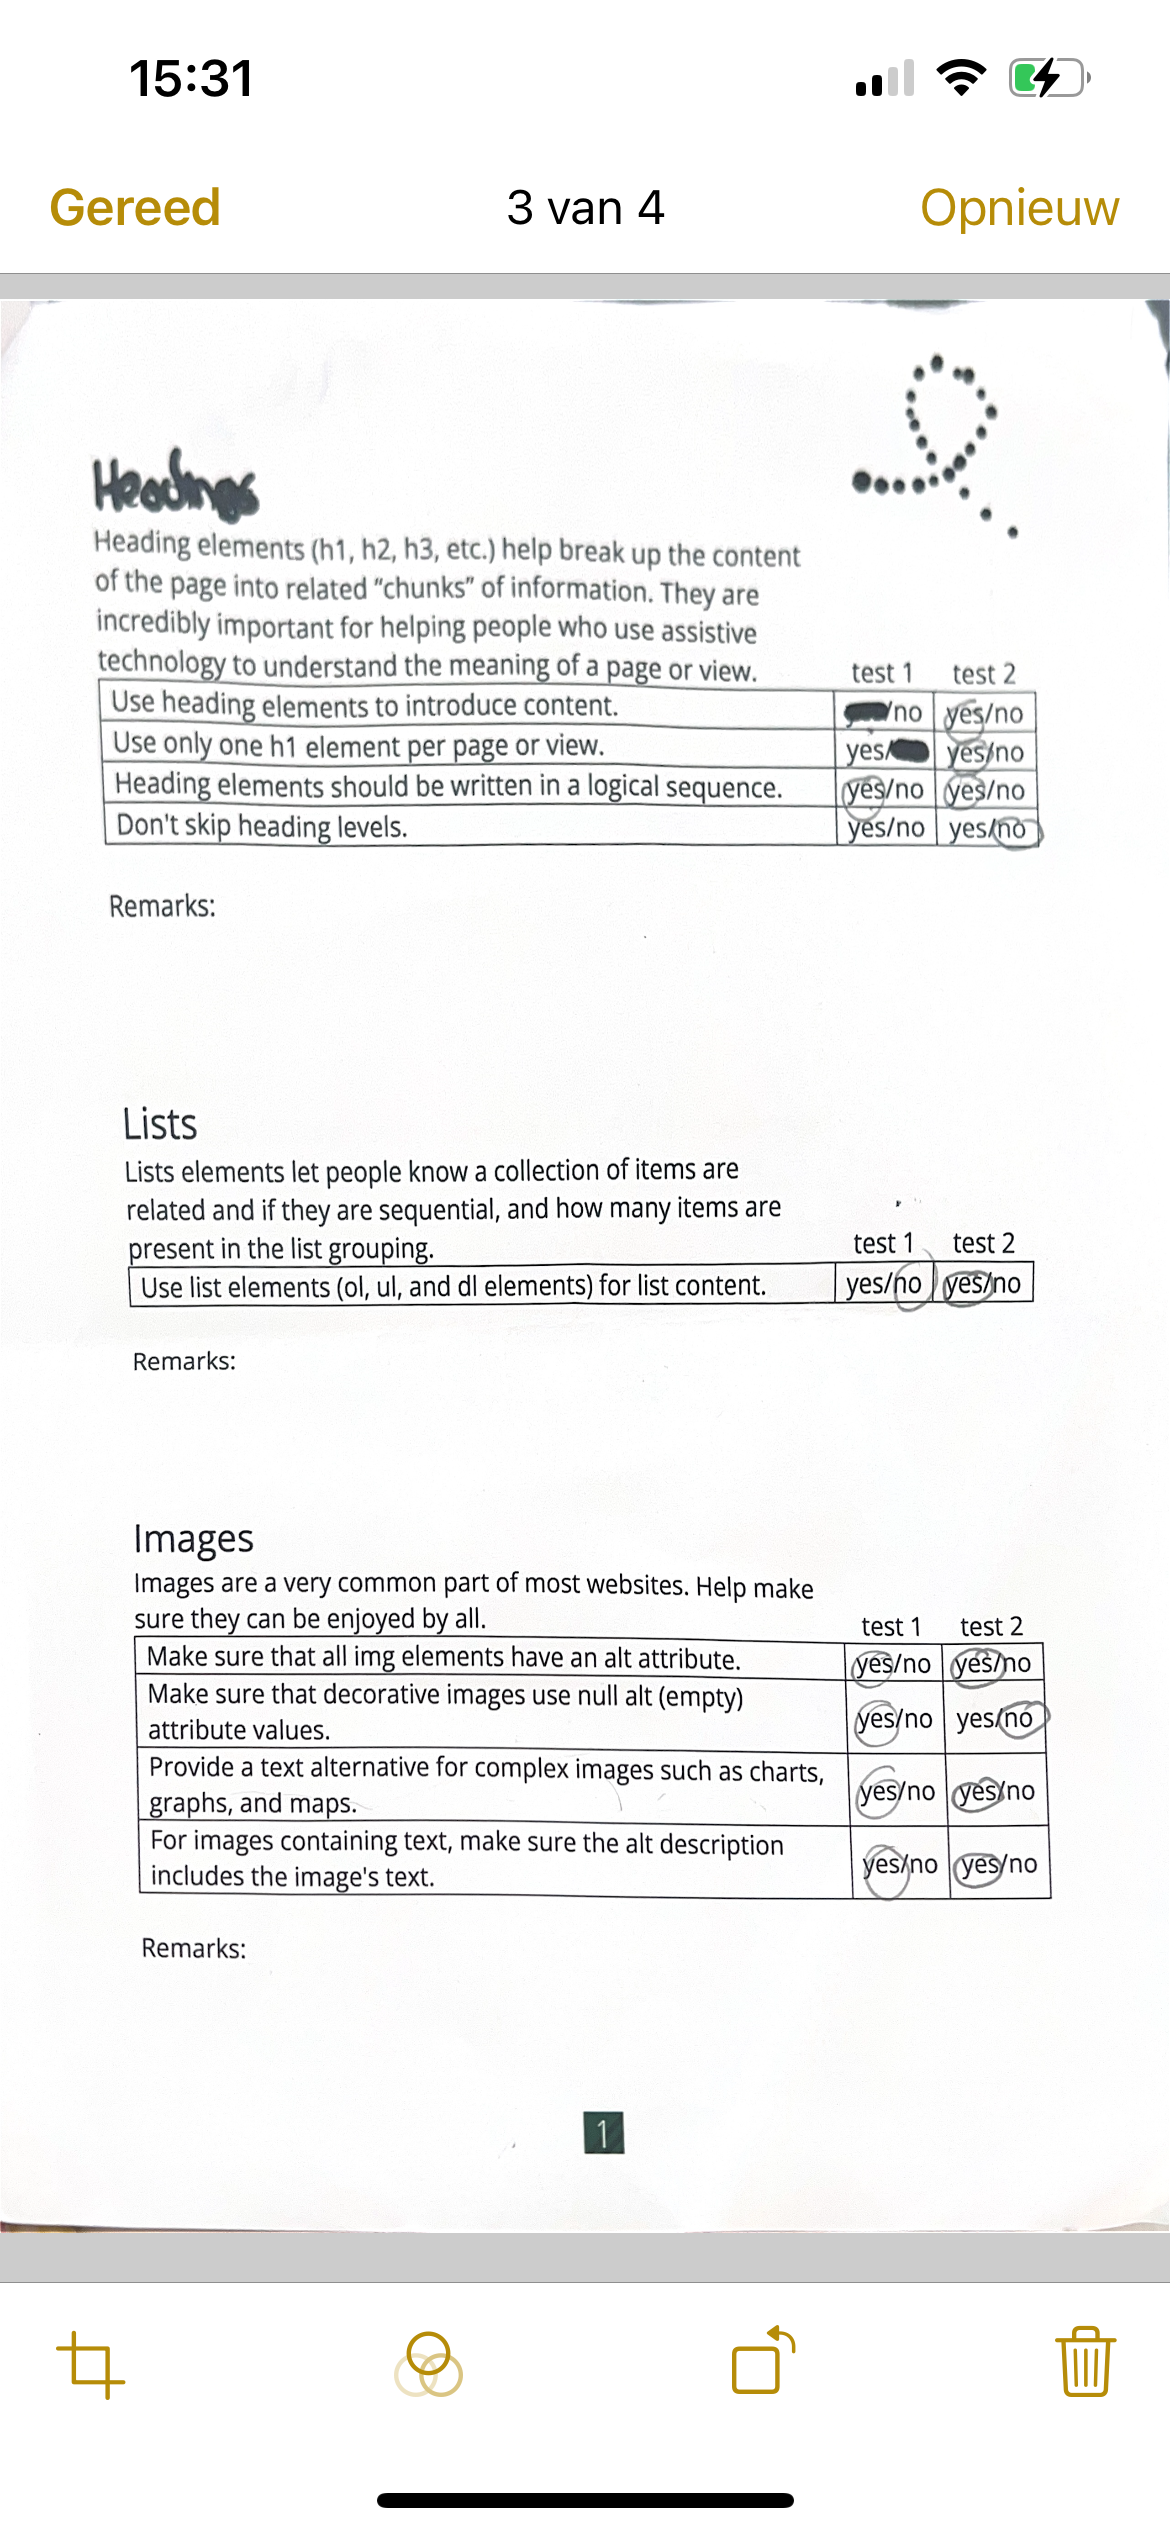 15:31
Gereed 3 van 4 Opnieuw
Headings
Heading elements (h1, h2, h3, etc.) help break up the content
of the page into related “chunks” of information. They are
incredibly important for helping people who use assistive
technology to understand the meaning of a page or view. test 1 test 2
Use heading elements to introduce content. /no yes/no
Use only one h1 element per page or view. yes/ yes/no
Heading elements should be written in a logical sequence. yes/no yes/no
Don't skip heading levels. yes/no yes/no
Remarks:
Lists
Lists elements let people know a collection of items are
related and if they are sequential, and how many items are
present in the list grouping. test 1 test 2
Use list elements (ol, ul, and dl elements) for list content. yes/no yes/no
Remarks:
Images
Images are a very common part of most websites. Help make
sure they can be enjoyed by all. test 1 test 2
Make sure that all img elements have an alt attribute. yes/no yes/no
Make sure that decorative images use null alt (empty)
attribute values. yes/no yes/no
Provide a text alternative for complex images such as charts,
graphs, and maps. yes/no yes/no
For images containing text, make sure the alt description
includes the image's text. yes/no yes/no
Remarks:
1